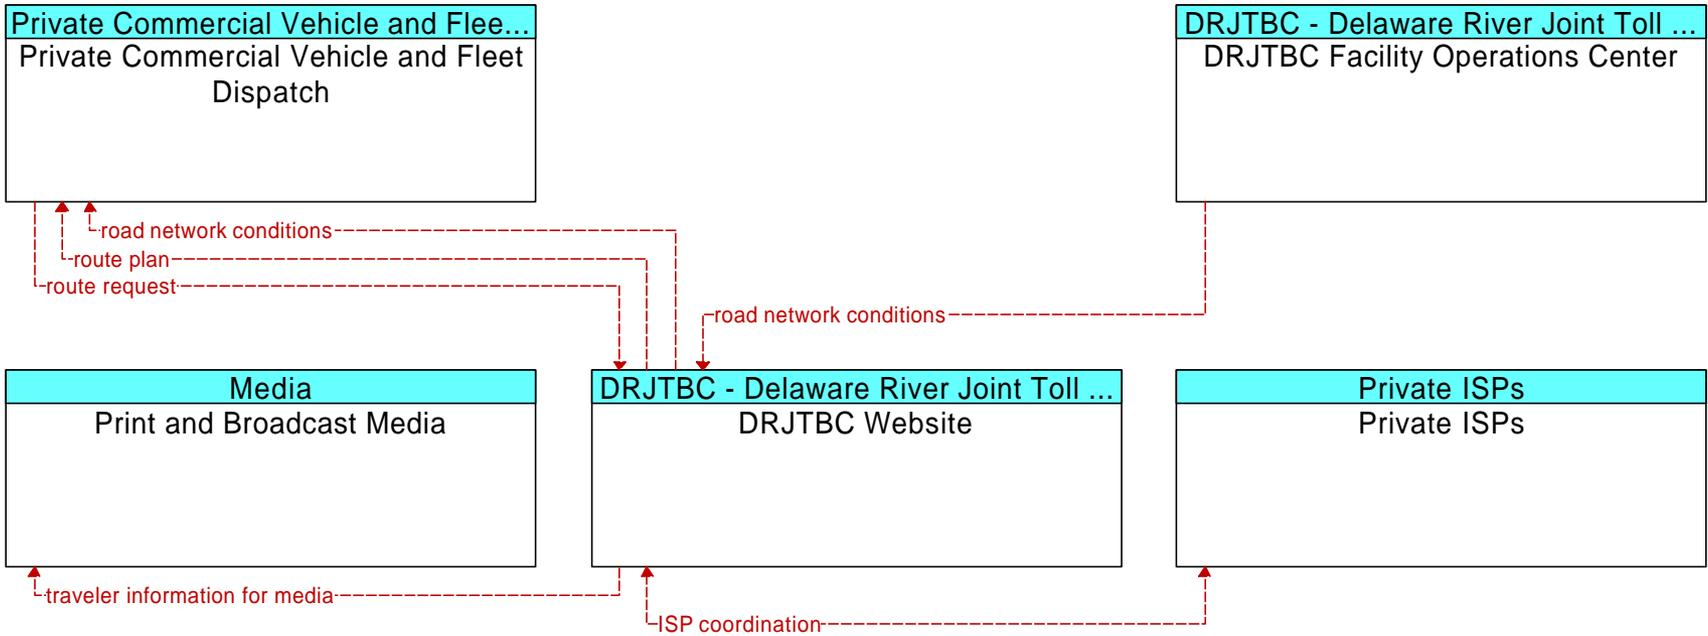 Private Commercial Vehicle and Flee...
Private Commercial Vehicle and Fleet
Dispatch
DRJTBC - Delaware River Joint Toll ...
DRJTBC Facility Operations Center
road network conditions
route plan
route request
road network conditions
Media
Print and Broadcast Media
DRJTBC - Delaware River Joint Toll ...
DRJTBC Website
Private ISPs
Private ISPs
traveler information for media
ISP coordination